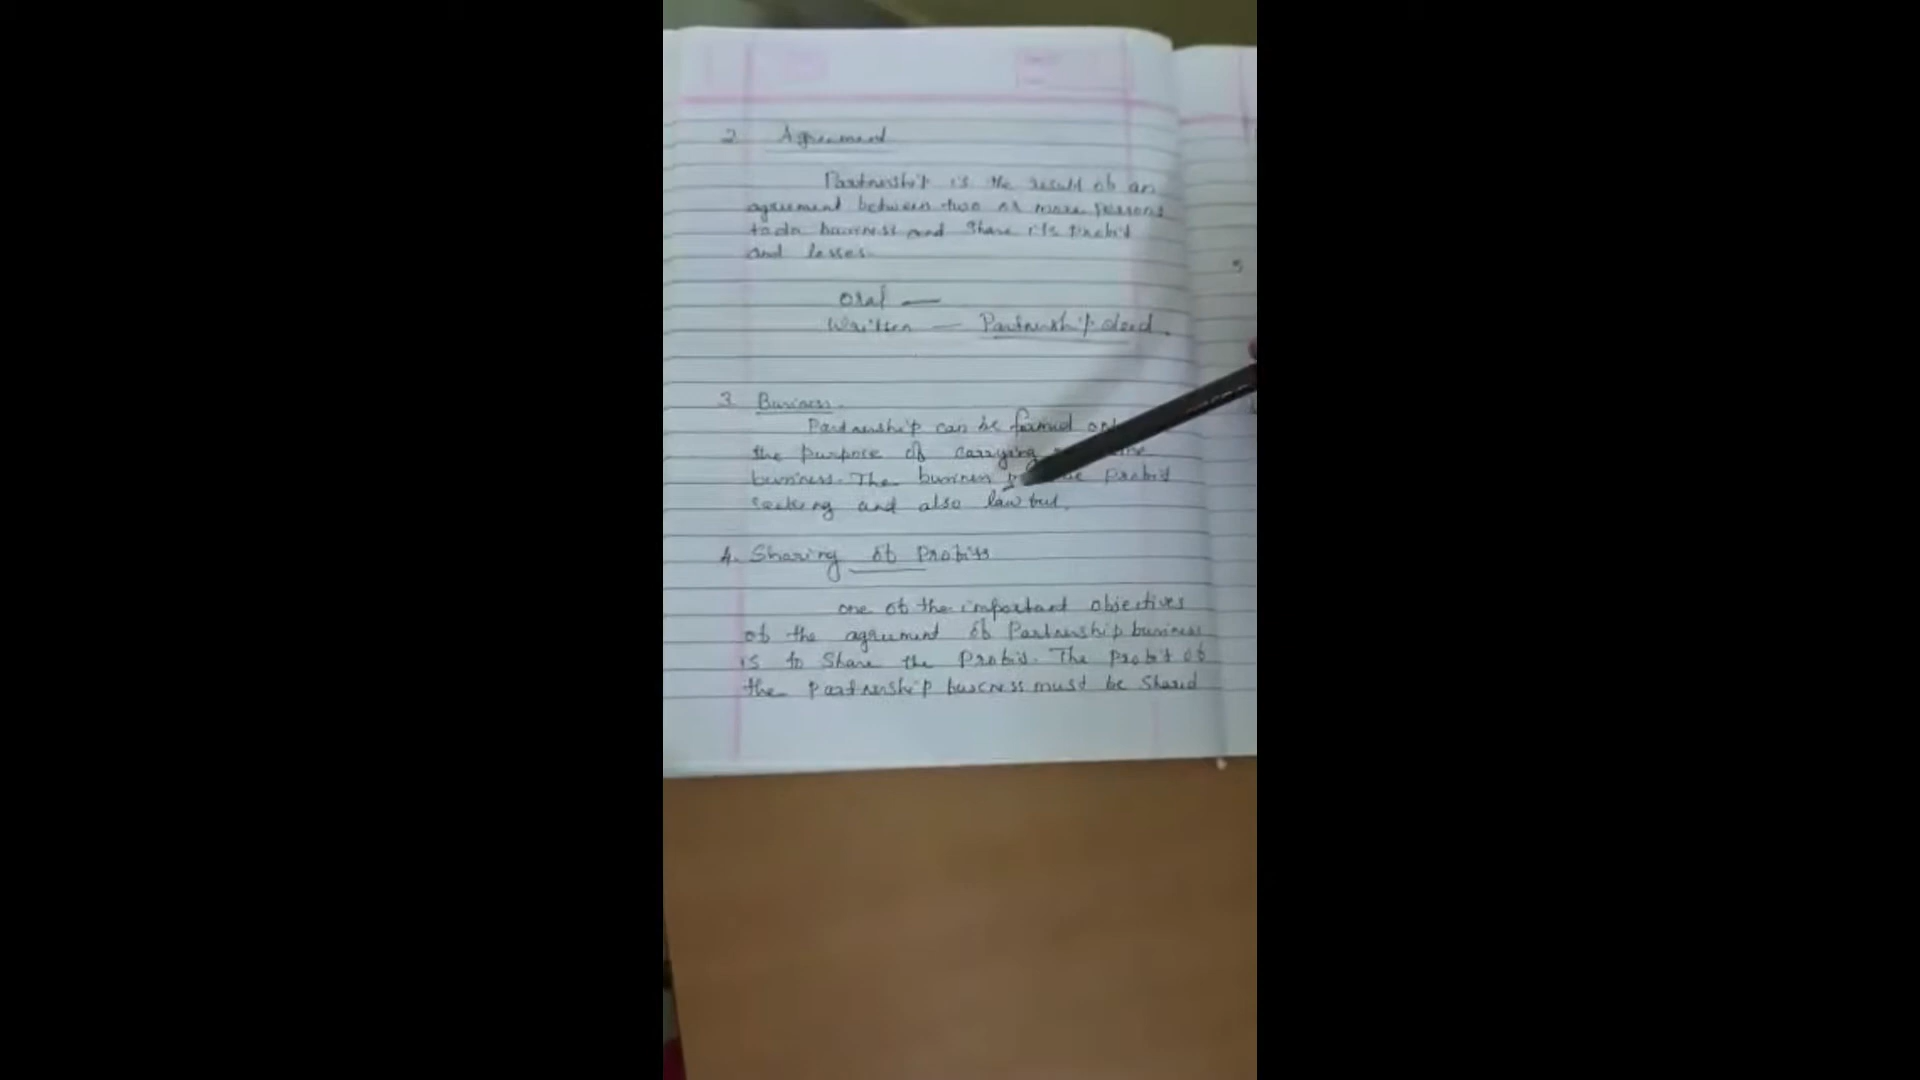 2 Agreement
Partnership is the result of an
agreement between two or more persons
to do business and share its profit
and losses.
Oral —
Written — Partnership deed.
3 Business.
Partnership can be formed
the purpose of carrying
business. The business be profit
seeking and also lawful.
4. Sharing of Profits
one of the important objectives
of the agreement of Partnership business
is to share the Profit. The profit of
the partnership business must be shared
5